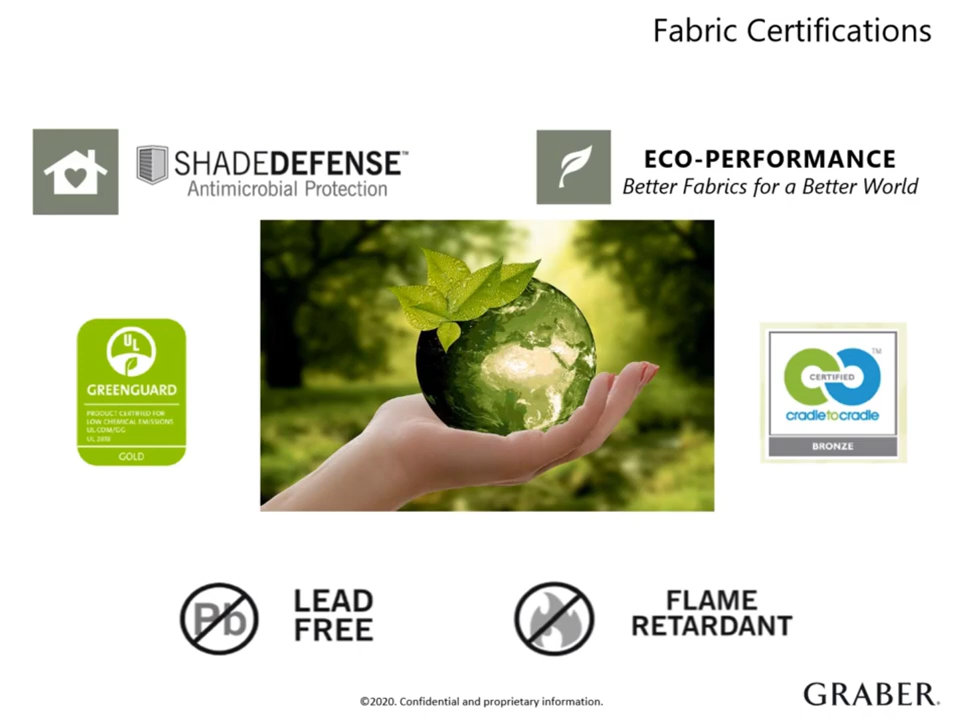 Fabric Certifications
SHADEDEFENSE™
Antimicrobial Protection
ECO-PERFORMANCE
Better Fabrics for a Better World
UL
GREENGUARD
PRODUCT CERTIFIED FOR
LOW CHEMICAL EMISSIONS
UL.COM/GG
UL 2818
GOLD
TM
CERTIFIED
cradletocradle
BRONZE
Pb
LEAD
FREE
FLAME
RETARDANT
©2020. Confidential and proprietary information.
GRABER®